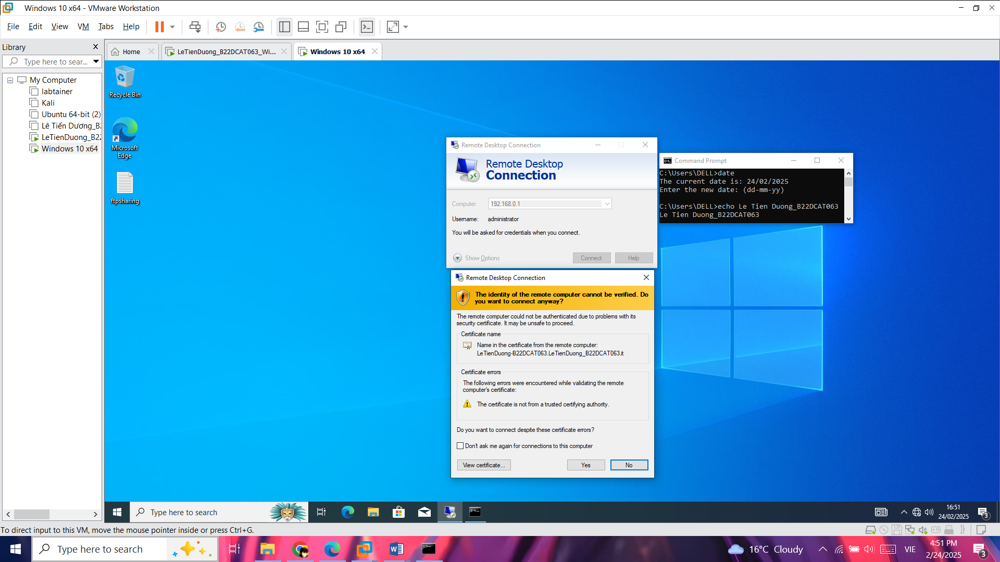 Windows 10 x64 - VMware Workstation
File Edit View VM Tabs Help
Library
Type here to sear...
My Computer
labtainer
Kali
Ubuntu 64-bit (2)
Lê Tiến Dương_B2
LeTienDuong_B22
Windows 10 x64
Home
LeTienDuong_B22DCAT063_Wi...
Windows 10 x64
Recycle Bin
Microsoft
Edge
ftpsharing
Remote Desktop Connection
Remote Desktop
Connection
Computer: 192.168.0.1
Username: administrator
You will be asked for credentials when you connect.
Show Options
Connect
Help
Command Prompt
C:\Users\DELL>date
The current date is: 24/02/2025
Enter the new date: (dd-mm-yy)
C:\Users\DELL>echo Le Tien Duong_B22DCAT063
Le Tien Duong_B22DCAT063
Remote Desktop Connection
The identity of the remote computer cannot be verified. Do
you want to connect anyway?
The remote computer could not be authenticated due to problems with its
security certificate. It may be unsafe to proceed.
Certificate name
Name in the certificate from the remote computer:
LeTienDuong-B22DCAT063.LeTienDuong_B22DCAT063.it
Certificate errors
The following errors were encountered while validating the remote
computer's certificate:
The certificate is not from a trusted certifying authority.
Do you want to connect despite these certificate errors?
Don't ask me again for connections to this computer
View certificate...
Yes
No
Type here to search
16:51
24/02/2025
3
To direct input to this VM, move the mouse pointer inside or press Ctrl+G.
Type here to search
16°C Cloudy
VIE
4:51 PM
2/24/2025
3